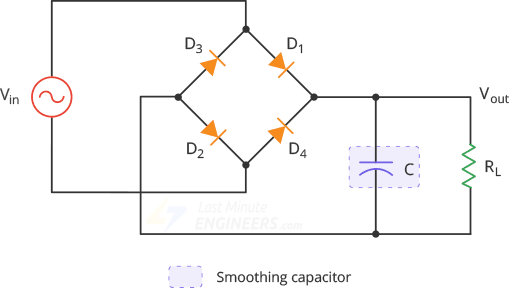 D3
D1
Vin
Vout
D2
D4
C
RL
Last Minute
ENGINEERS.com
Smoothing capacitor